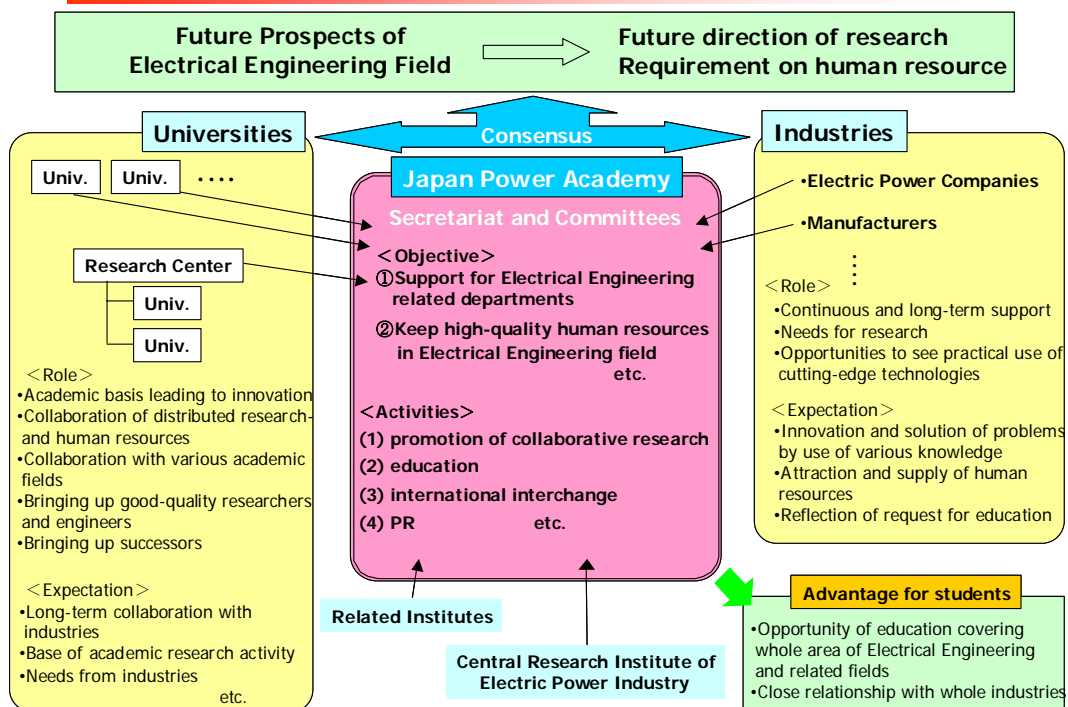 Future Prospects of
Electrical Engineering Field
Future direction of research
Requirement on human resource
Consensus
Universities
Univ.
Univ.
・・・・
Research Center
Univ.
Univ.
＜Role＞
•Academic basis leading to innovation
•Collaboration of distributed research-
and human resources
•Collaboration with various academic
fields
•Bringing up good-quality researchers
and engineers
•Bringing up successors
＜Expectation＞
•Long-term collaboration with
industries
•Base of academic research activity
•Needs from industries
etc.
Japan Power Academy
Secretariat and Committees
＜Objective＞
①Support for Electrical Engineering
related departments
②Keep high-quality human resources
in Electrical Engineering field
etc.
＜Activities＞
(1) promotion of collaborative research
(2) education
(3) international interchange
(4) PR etc.
Related Institutes
Central Research Institute of
Electric Power Industry
Industries
•Electric Power Companies
•Manufacturers
⋮
＜Role＞
•Continuous and long-term support
•Needs for research
•Opportunities to see practical use of
cutting-edge technologies
＜Expectation＞
•Innovation and solution of problems
by use of various knowledge
•Attraction and supply of human
resources
•Reflection of request for education
Advantage for students
•Opportunity of education covering
whole area of Electrical Engineering
and related fields
•Close relationship with whole industries